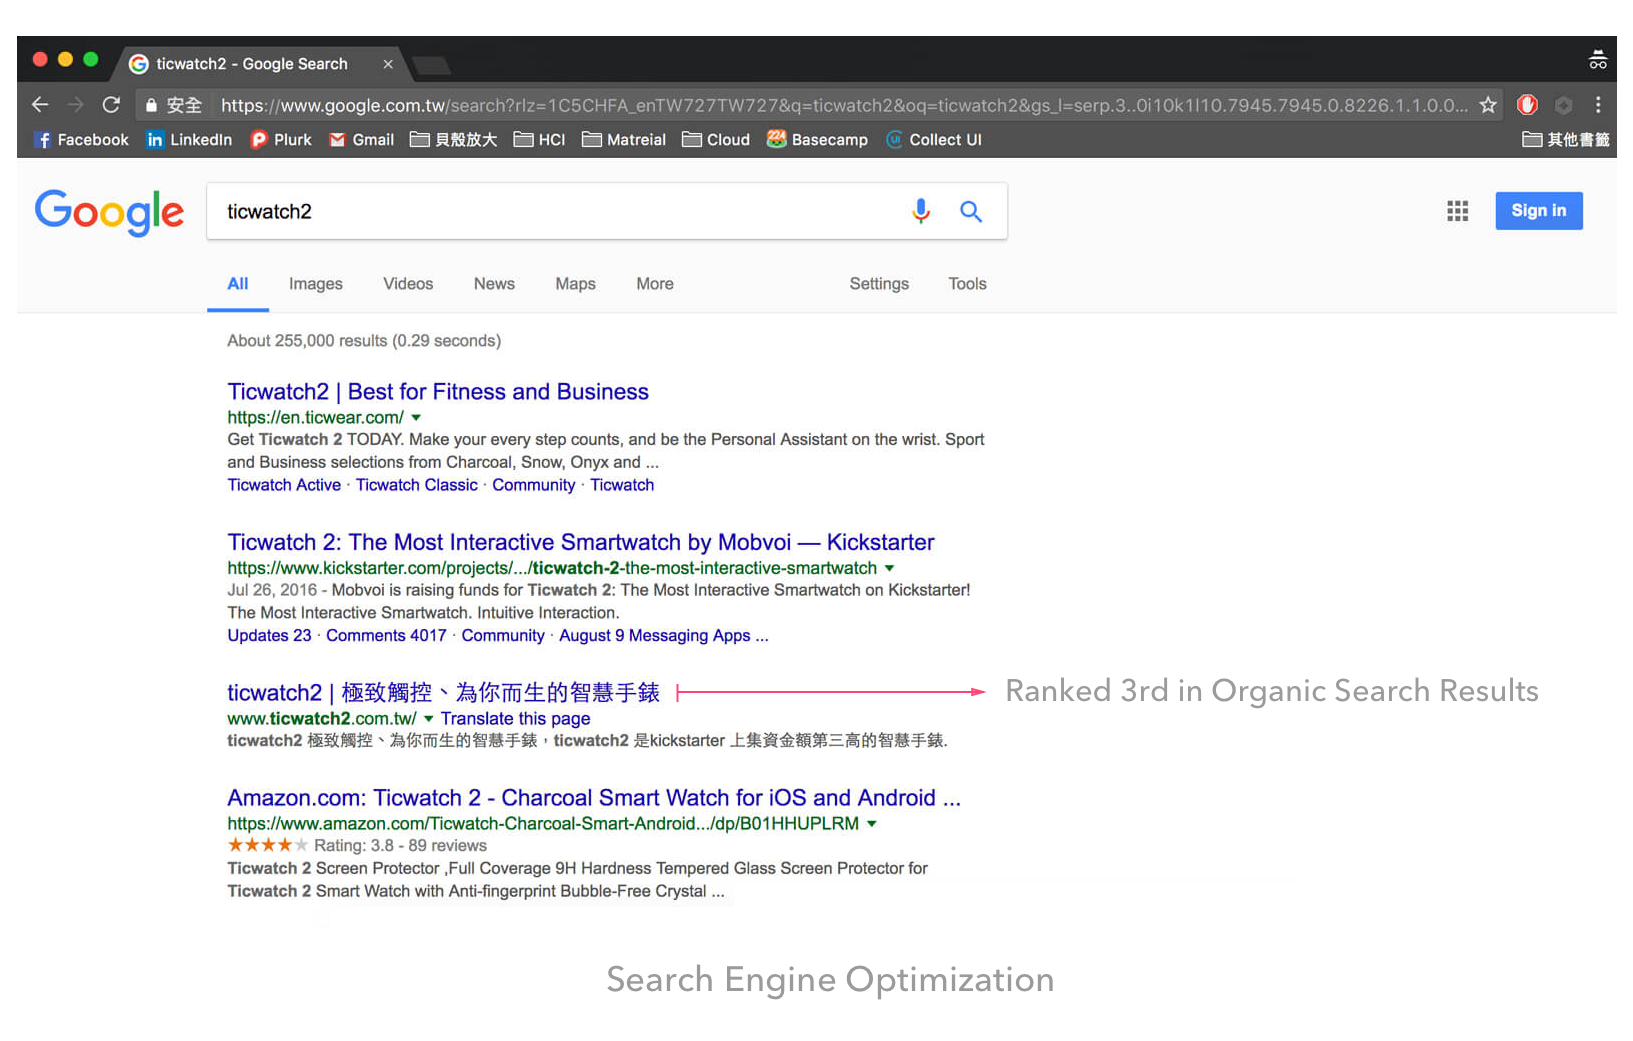 ticwatch2 - Google Search
安全 https://www.google.com.tw/search?rlz=1C5CHFA_enTW727TW727&q=ticwatch2&oq=ticwatch2&gs_l=serp.3..0i10k1l10.7945.7945.0.8226.1.1.0.0...
Facebook LinkedIn Plurk Gmail 貝殼放大 HCI Matreial Cloud Basecamp Collect UI 其他書籤
Google ticwatch2 Sign in
All Images Videos News Maps More Settings Tools
About 255,000 results (0.29 seconds)
Ticwatch2 | Best for Fitness and Business
https://en.ticwear.com/
Get Ticwatch 2 TODAY. Make your every step counts, and be the Personal Assistant on the wrist. Sport
and Business selections from Charcoal, Snow, Onyx and ...
Ticwatch Active · Ticwatch Classic · Community · Ticwatch
Ticwatch 2: The Most Interactive Smartwatch by Mobvoi — Kickstarter
https://www.kickstarter.com/projects/.../ticwatch-2-the-most-interactive-smartwatch
Jul 26, 2016 - Mobvoi is raising funds for Ticwatch 2: The Most Interactive Smartwatch on Kickstarter!
The Most Interactive Smartwatch. Intuitive Interaction.
Updates 23 · Comments 4017 · Community · August 9 Messaging Apps ...
ticwatch2 | 極致觸控、為你而生的智慧手錶 Ranked 3rd in Organic Search Results
www.ticwatch2.com.tw/ Translate this page
ticwatch2 極致觸控、為你而生的智慧手錶，ticwatch2 是kickstarter 上集資金額第三高的智慧手錶.
Amazon.com: Ticwatch 2 - Charcoal Smart Watch for iOS and Android ...
https://www.amazon.com/Ticwatch-Charcoal-Smart-Android.../dp/B01HHUPLRM
Rating: 3.8 - 89 reviews
Ticwatch 2 Screen Protector ,Full Coverage 9H Hardness Tempered Glass Screen Protector for
Ticwatch 2 Smart Watch with Anti-fingerprint Bubble-Free Crystal ...
Search Engine Optimization